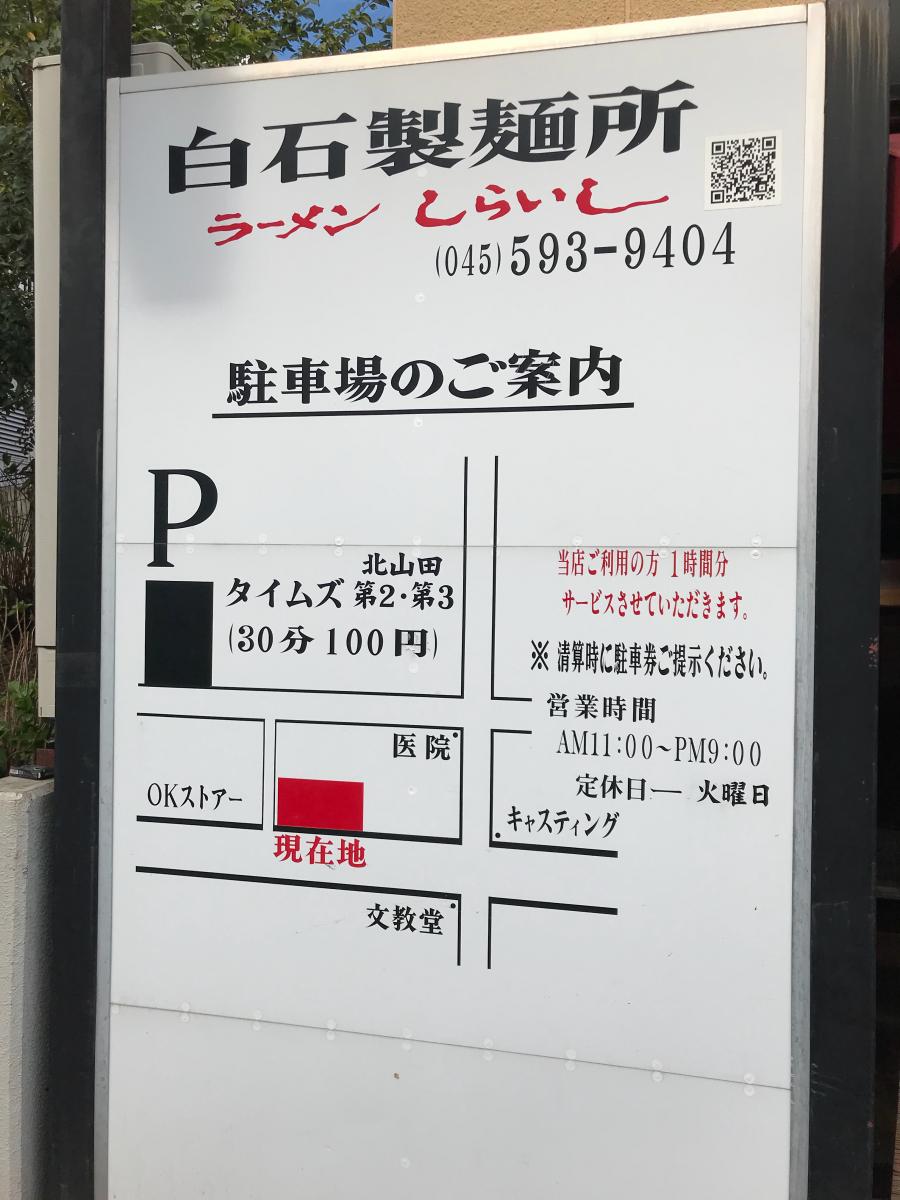 白石製麺所
ラーメン しらいし
(045)593-9404
駐車場のご案内
P
北山田
タイムズ 第2・第3
(30分100円)
当店ご利用の方 1時間分
サービスさせていただきます。
※ 清算時に駐車券ご提示ください。
営業時間
AM11:00～PM9:00
定休日― 火曜日
医院
OKストアー
キャスティング
現在地
文教堂